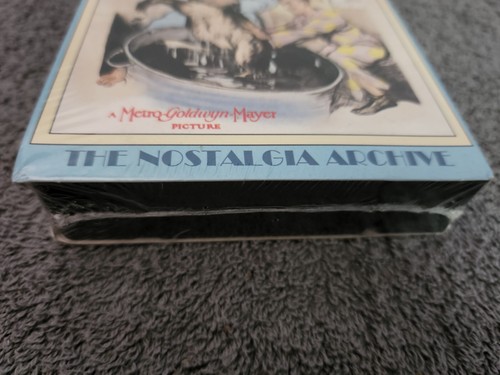 A Metro-Goldwyn-Mayer
PICTURE
THE NOSTALGIA ARCHIVE